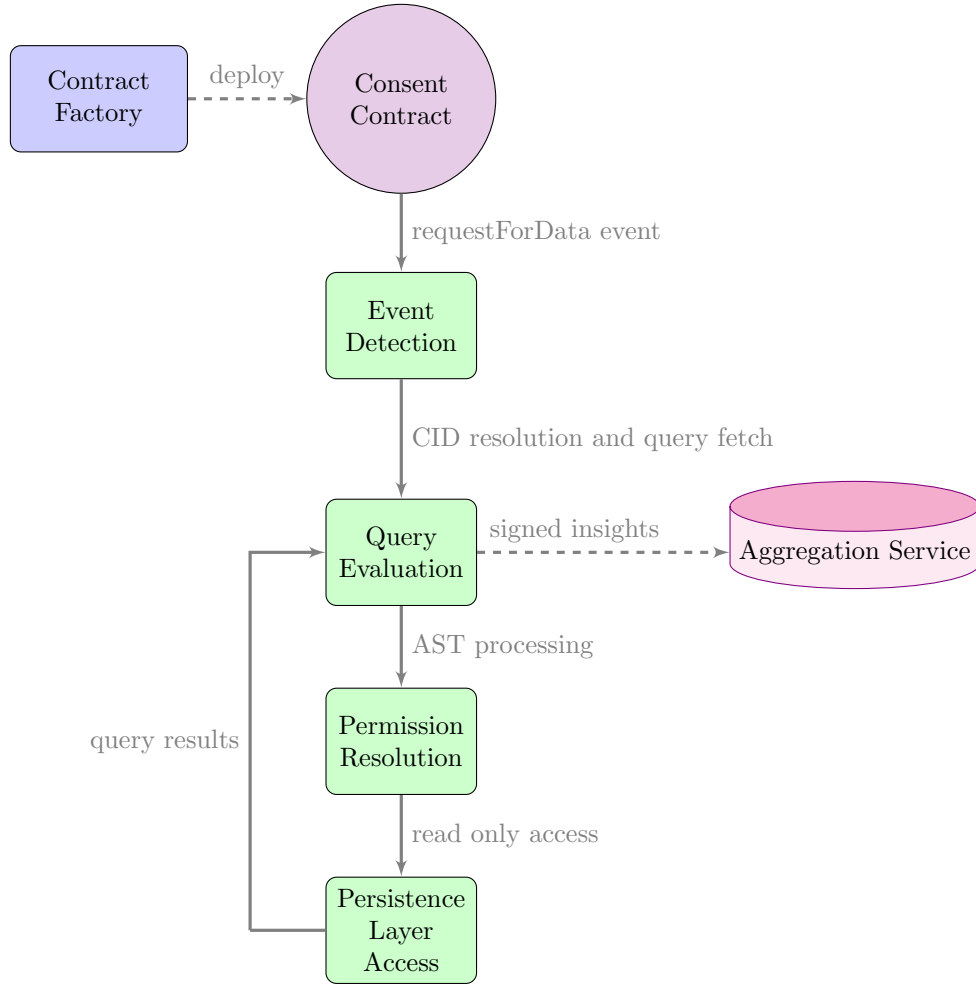 Contract
Factory
deploy
Consent
Contract
requestForData event
Event
Detection
CID resolution and query fetch
Query
Evaluation
signed insights
Aggregation Service
AST processing
Permission
Resolution
query results
read only access
Persistence
Layer
Access